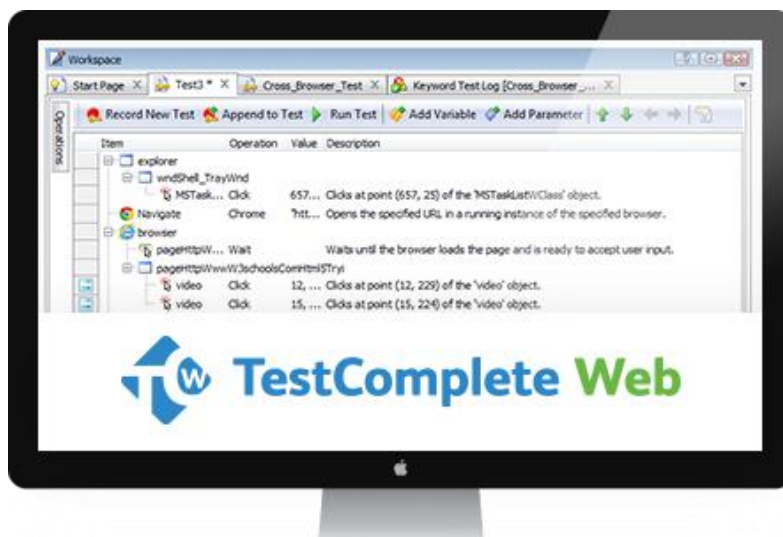 Workspace
Start Page X Test3 * X Cross_Browser_Test X Keyword Test Log [Cross_Browser_... X
Record New Test Append to Test Run Test Add Variable Add Parameter
Operations
Item Operation Value Description
explorer
wndShell_TrayWnd
MSTask... Click 657... Clicks at point (657, 25) of the 'MSTaskListWClass' object.
Navigate Chrome "htt... Opens the specified URL in a running instance of the specified browser.
browser
pageHttpW... Wait Waits until the browser loads the page and is ready to accept user input.
pageHttpWwwW3schoolsComHtml5Tryi
video Click 12, ... Clicks at point (12, 229) of the 'video' object.
video Click 15, ... Clicks at point (15, 224) of the 'video' object.
W TestComplete Web